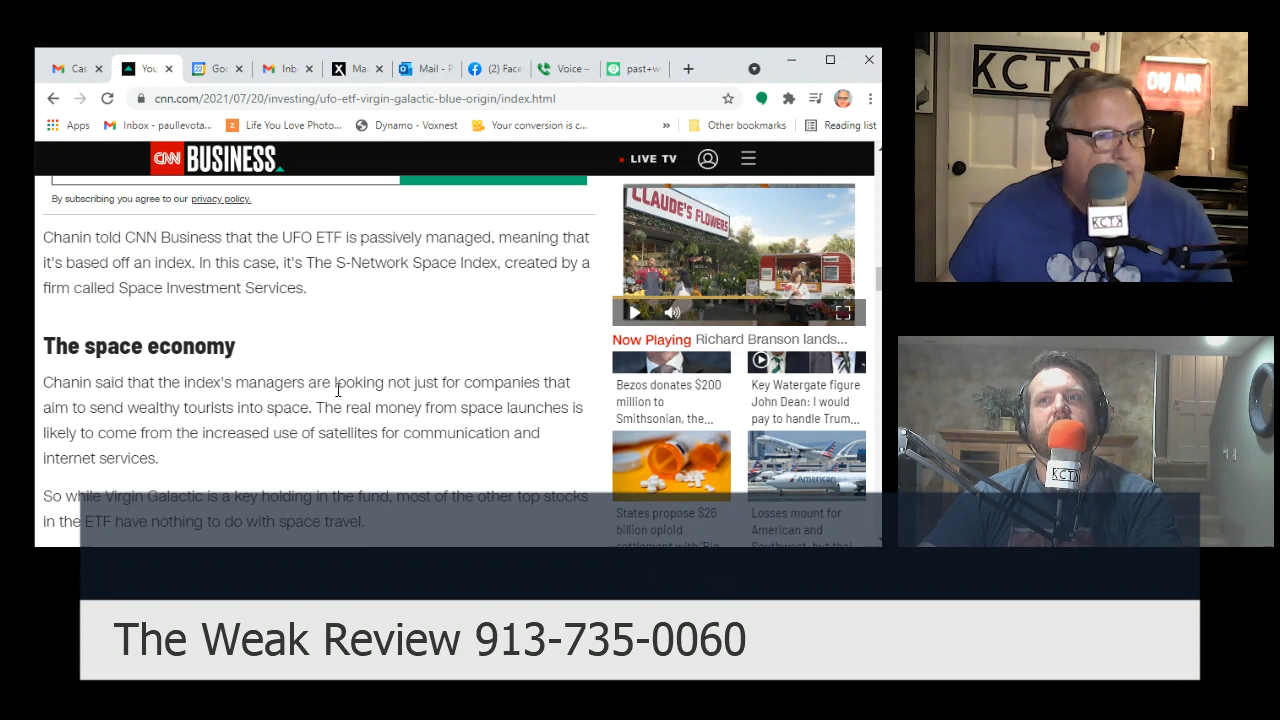 Cas
You
Goo
Inb
Ma
Mail - P
(2) Face
Voice –
past+w
cnn.com/2021/07/20/investing/ufo-etf-virgin-galactic-blue-origin/index.html
Apps
Inbox - paullevota...
Life You Love Photo...
Dynamo - Voxnest
Your conversion is c...
»
Other bookmarks
Reading list
CNN BUSINESS
LIVE TV
By subscribing you agree to our privacy policy.
Chanin told CNN Business that the UFO ETF is passively managed, meaning that
it's based off an index. In this case, it's The S-Network Space Index, created by a
firm called Space Investment Services.
The space economy
Chanin said that the index's managers are looking not just for companies that
aim to send wealthy tourists into space. The real money from space launches is
likely to come from the increased use of satellites for communication and
internet services.
So while Virgin Galactic is a key holding in the fund, most of the other top stocks
in the ETF have nothing to do with space travel.
CLAUDE'S FLOWERS
Now Playing Richard Branson lands...
Bezos donates $200
million to
Smithsonian, the...
Key Watergate figure
John Dean: I would
pay to handle Trum...
American
States propose $26
billion opioid
settlement with 'Big
Losses mount for
American and
Southwest, but the
KCTK
ON AIR
KCTK
KCTK
The Weak Review 913-735-0060